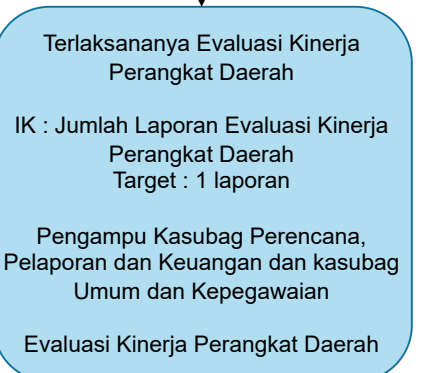 Terlaksananya Evaluasi Kinerja
Perangkat Daerah
IK : Jumlah Laporan Evaluasi Kinerja
Perangkat Daerah
Target : 1 laporan
Pengampu Kasubag Perencana,
Pelaporan dan Keuangan dan kasubag
Umum dan Kepegawaian
Evaluasi Kinerja Perangkat Daerah